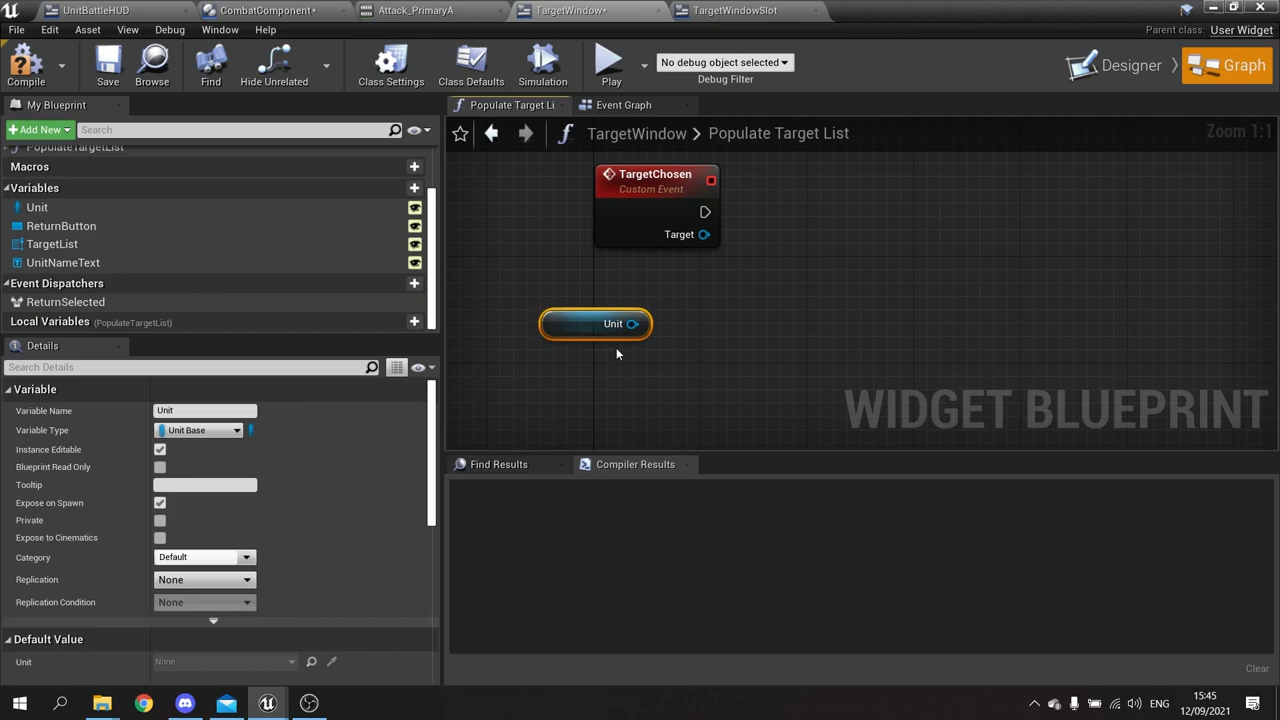 UnitBattleHUD
CombatComponent*
Attack_PrimaryA
TargetWindow*
TargetWindowSlot
File
Edit
Asset
View
Debug
Window
Help
Parent class:
User Widget
Compile
Save
Browse
Find
Hide Unrelated
Class Settings
Class Defaults
Simulation
Play
No debug object selected
Debug Filter
Designer
Graph
My Blueprint
+Add New
Search
PopulateTargetList
Macros
Variables
Unit
ReturnButton
TargetList
UnitNameText
Event Dispatchers
ReturnSelected
Local Variables (PopulateTargetList)
Details
Search Details
Variable
Variable Name
Unit
Variable Type
Unit Base
Instance Editable
Blueprint Read Only
Tooltip
Expose on Spawn
Private
Expose to Cinematics
Category
Default
Replication
None
Replication Condition
None
Default Value
Unit
None
Populate Target Li
Event Graph
TargetWindow > Populate Target List
Zoom 1:1
TargetChosen
Custom Event
Target
Unit
WIDGET BLUEPRINT
Find Results
Compiler Results
Clear
ENG
15:45
12/09/2021